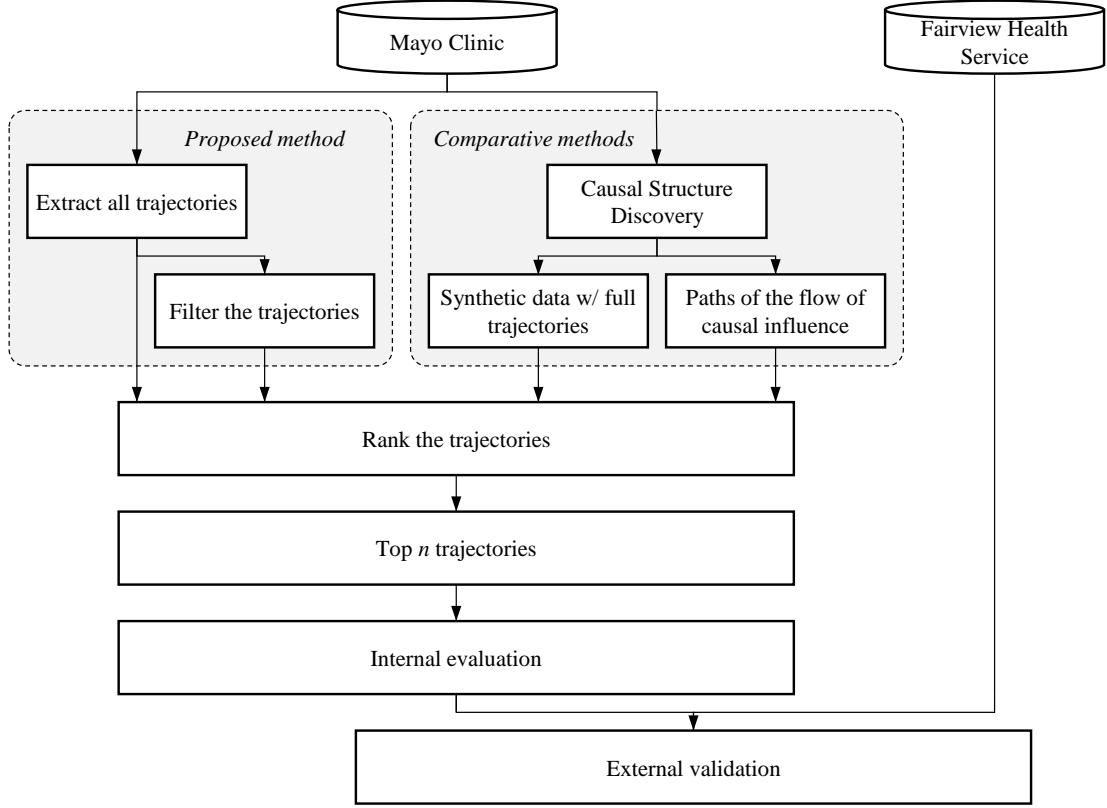 Mayo Clinic
Fairview Health
Service
Proposed method
Comparative methods
Extract all trajectories
Causal Structure
Discovery
Filter the trajectories
Synthetic data w/ full
trajectories
Paths of the flow of
causal influence
Rank the trajectories
Top n trajectories
Internal evaluation
External validation